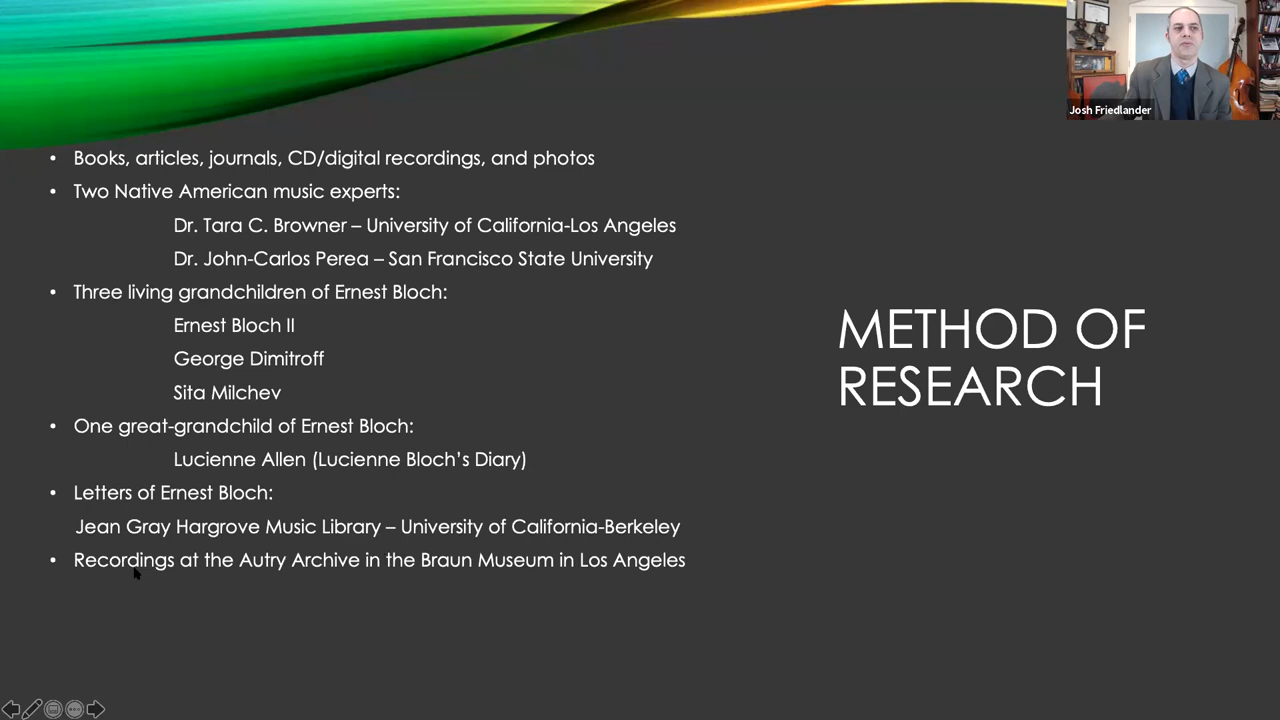 Josh Friedlander
• Books, articles, journals, CD/digital recordings, and photos
• Two Native American music experts:
Dr. Tara C. Browner – University of California-Los Angeles
Dr. John-Carlos Perea – San Francisco State University
• Three living grandchildren of Ernest Bloch:
Ernest Bloch II
George Dimitroff
Sita Milchev
• One great-grandchild of Ernest Bloch:
Lucienne Allen (Lucienne Bloch’s Diary)
• Letters of Ernest Bloch:
Jean Gray Hargrove Music Library – University of California-Berkeley
• Recordings at the Autry Archive in the Braun Museum in Los Angeles
METHOD OF
RESEARCH